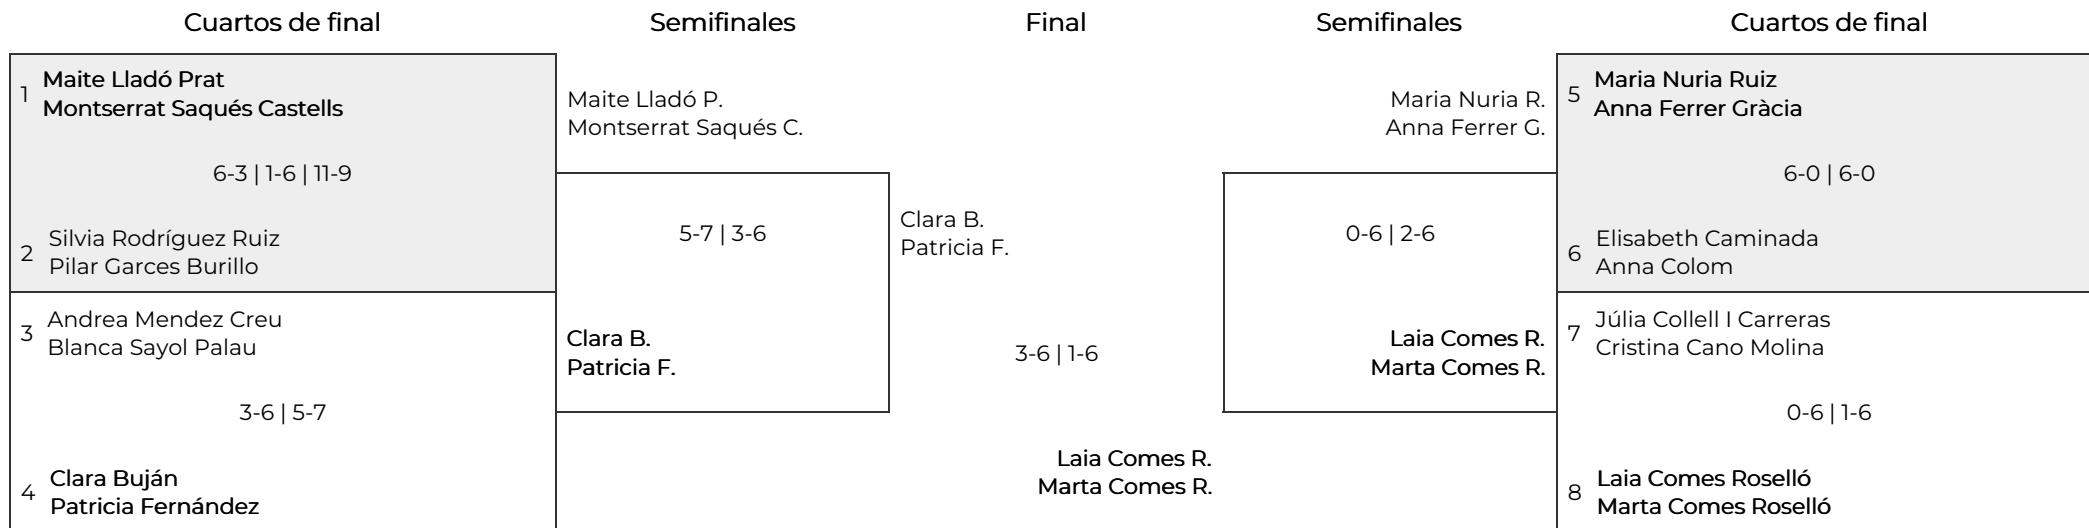 Cuartos de final
Semifinales
Final
Semifinales
Cuartos de final
1
Maite Lladó Prat
Montserrat Saqués Castells
6-3 | 1-6 | 11-9
2
Silvia Rodríguez Ruiz
Pilar Garces Burillo
3
Andrea Mendez Creu
Blanca Sayol Palau
3-6 | 5-7
4
Clara Buján
Patricia Fernández
Maite Lladó P.
Montserrat Saqués C.
5-7 | 3-6
Clara B.
Patricia F.
Clara B.
Patricia F.
3-6 | 1-6
Laia Comes R.
Marta Comes R.
Maria Nuria R.
Anna Ferrer G.
0-6 | 2-6
Laia Comes R.
Marta Comes R.
5
Maria Nuria Ruiz
Anna Ferrer Gràcia
6-0 | 6-0
6
Elisabeth Caminada
Anna Colom
7
Júlia Collell I Carreras
Cristina Cano Molina
0-6 | 1-6
8
Laia Comes Roselló
Marta Comes Roselló